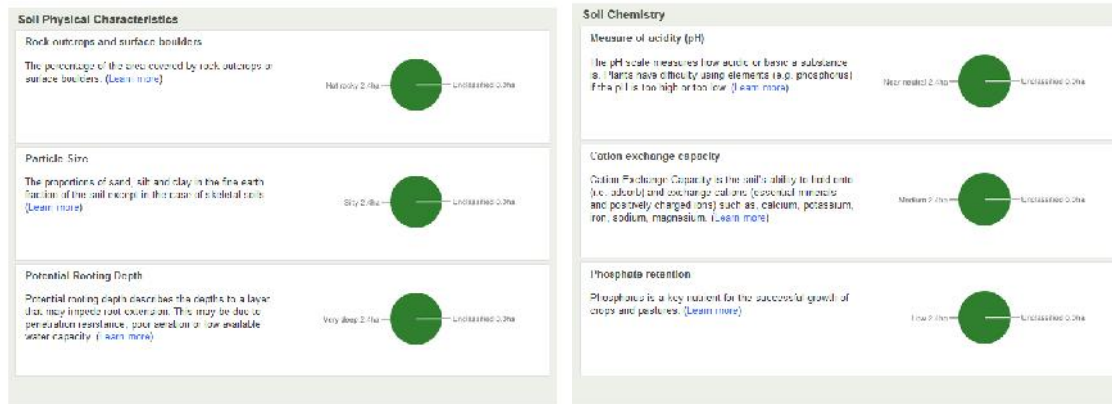 Soil Physical Characteristics
Rock outcrops and surface boulders
The percentage of the area covered by rock outcrops or
surface boulders. (Learn more)
Not rocky 2.4ha
Unclassified 0.0ha
Particle Size
The proportions of sand, silt and clay in the fine earth
fraction of the soil except in the case of skeletal soils
(Learn more)
Silty 2.4ha
Unclassified 0.0ha
Potential Rooting Depth
Potential rooting depth describes the depths to a layer
that may impede root extension. This may be due to
penetration resistance, poor aeration or low available
water capacity. (Learn more)
Very deep 2.4ha
Unclassified 0.0ha
Soil Chemistry
Measure of acidity (pH)
The pH scale measures how acidic or basic a substance
is. Plants have difficulty using elements (e.g. phosphorus)
if the pH is too high or too low. (Learn more)
Near neutral 2.4ha
Unclassified 0.0ha
Cation exchange capacity
Cation Exchange Capacity is the soil's ability to hold onto
(i.e. adsorb) and exchange cations (essential minerals
and positively charged ions) such as, calcium, potassium,
iron, sodium, magnesium. (Learn more)
Medium 2.4ha
Unclassified 0.0ha
Phosphate retention
Phosphorus is a key nutrient for the successful growth of
crops and pastures. (Learn more)
Low 2.4ha
Unclassified 0.0ha